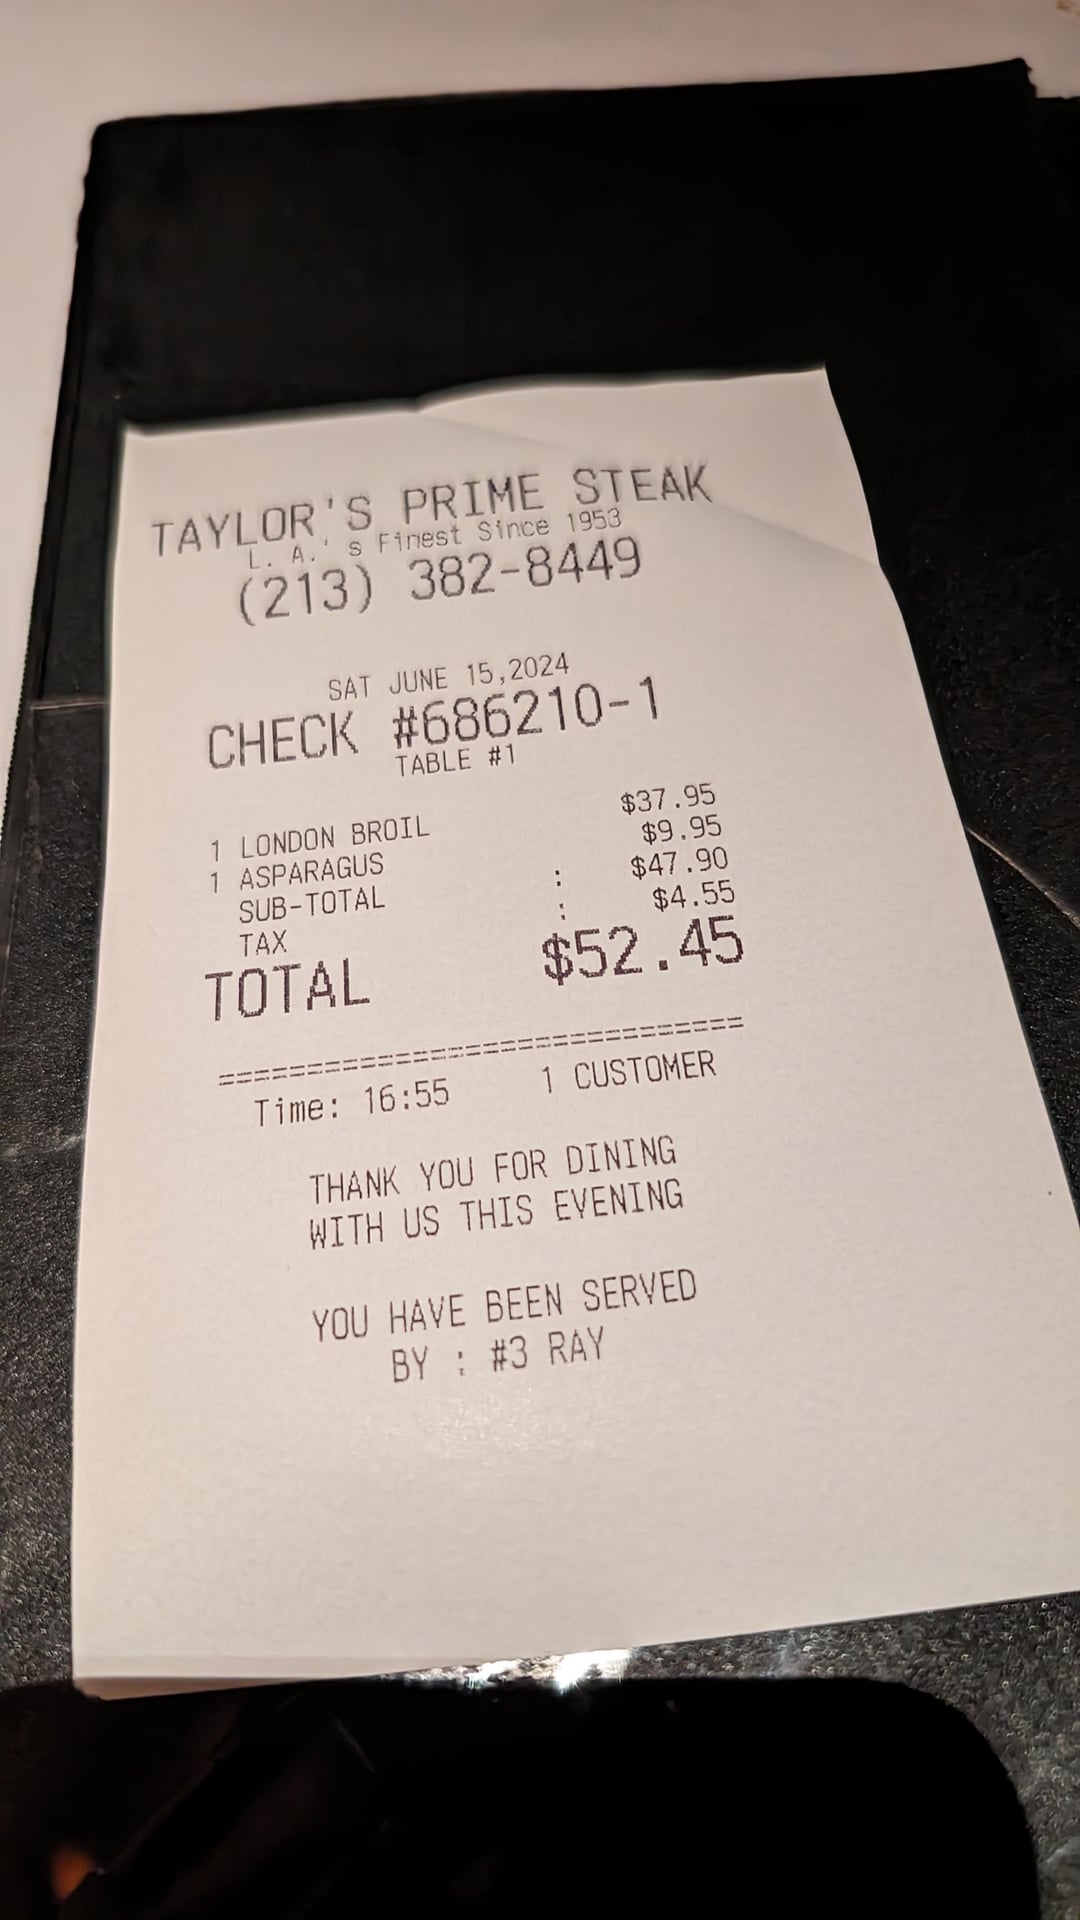 TAYLOR'S PRIME STEAK
L. A.'s Finest Since 1953
(213) 382-8449
SAT JUNE 15,2024
CHECK #686210-1
TABLE #1
1 LONDON BROIL $37.95
1 ASPARAGUS $9.95
SUB-TOTAL : $47.90
TAX : $4.55
TOTAL $52.45
==============================
Time: 16:55 1 CUSTOMER
THANK YOU FOR DINING
WITH US THIS EVENING
YOU HAVE BEEN SERVED
BY : #3 RAY